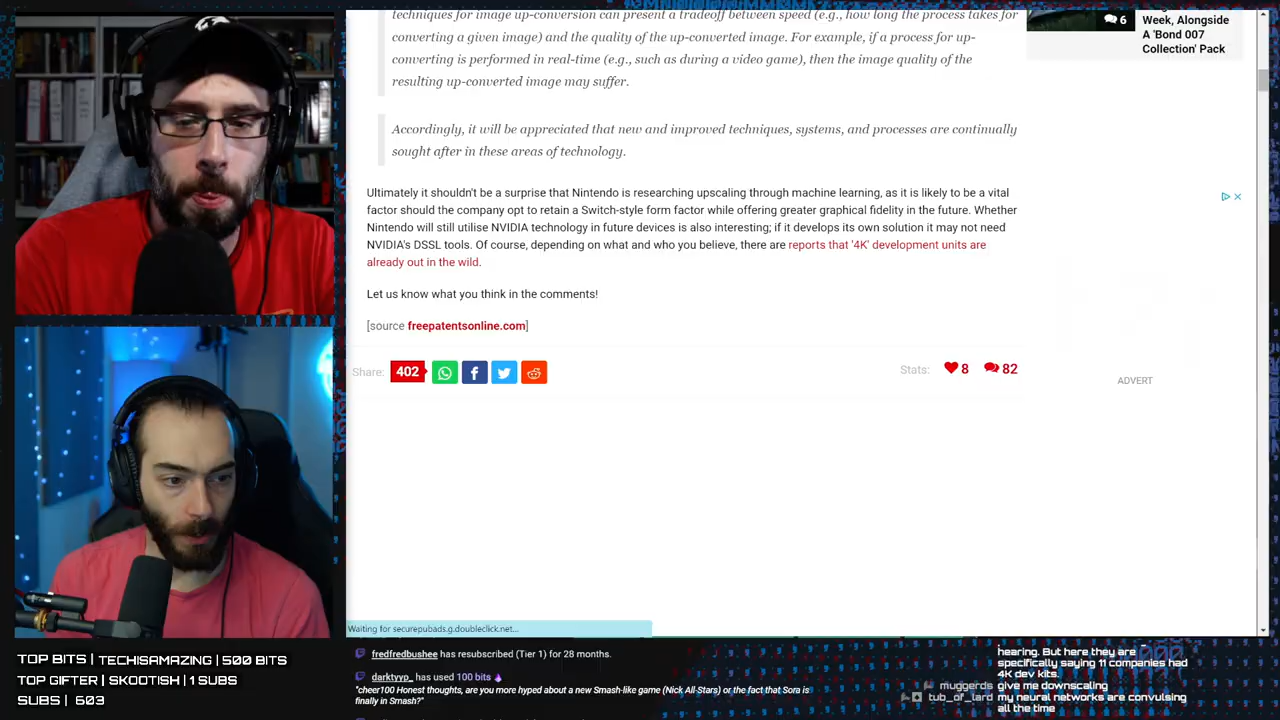 techniques for image up-conversion can present a tradeoff between speed (e.g., how long the process takes for
converting a given image) and the quality of the up-converted image. For example, if a process for up-
converting is performed in real-time (e.g., such as during a video game), then the image quality of the
resulting up-converted image may suffer.
Accordingly, it will be appreciated that new and improved techniques, systems, and processes are continually
sought after in these areas of technology.
Ultimately it shouldn't be a surprise that Nintendo is researching upscaling through machine learning, as it is likely to be a vital
factor should the company opt to retain a Switch-style form factor while offering greater graphical fidelity in the future. Whether
Nintendo will still utilise NVIDIA technology in future devices is also interesting; if it develops its own solution it may not need
NVIDIA's DSSL tools. Of course, depending on what and who you believe, there are reports that '4K' development units are
already out in the wild.
Let us know what you think in the comments!
[source freepatentsonline.com]
Share: 402
Stats: 8 82
6
Week, Alongside
A 'Bond 007
Collection' Pack
ADVERT
Waiting for securepubads.g.doubleclick.net...
TOP BITS | TECHISAMAZING | 500 BITS
TOP GIFTER | SKOOTISH | 1 SUBS
SUBS | 603
fredfredbushee has resubscribed (Tier 1) for 28 months.
darktyyp_ has used 100 bits
"cheer100 Honest thoughts, are you more hyped about a new Smash-like game (Nick All-Stars) or the fact that Sora is
finally in Smash?"
hearing. But here they are
specifically saying 11 companies had
4K dev kits.
muggerds give me downscaling
tub_of_lard my neural networks are convulsing
all the time